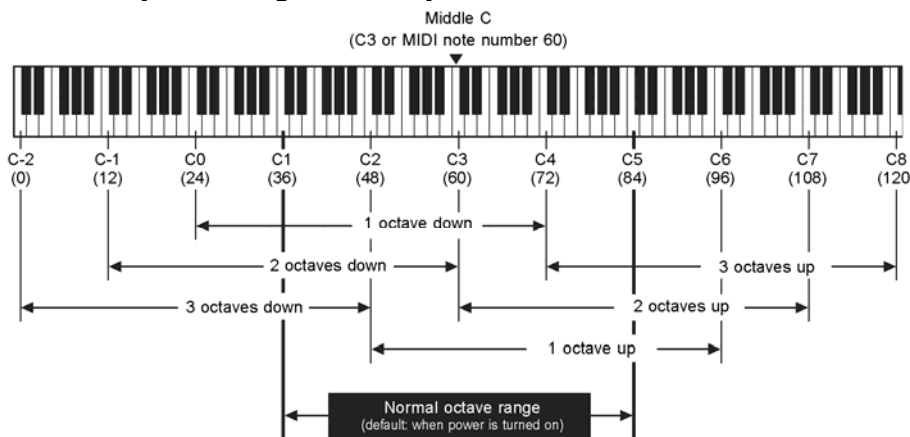 Middle C
(C3 or MIDI note number 60)
C-2 C-1 C0 C1 C2 C3 C4 C5 C6 C7 C8
(0) (12) (24) (36) (48) (60) (72) (84) (96) (108) (120
1 octave down
2 octaves down 3 octaves up
3 octaves down 2 octaves up
1 octave up
Normal octave range
(default: when power is turned on)